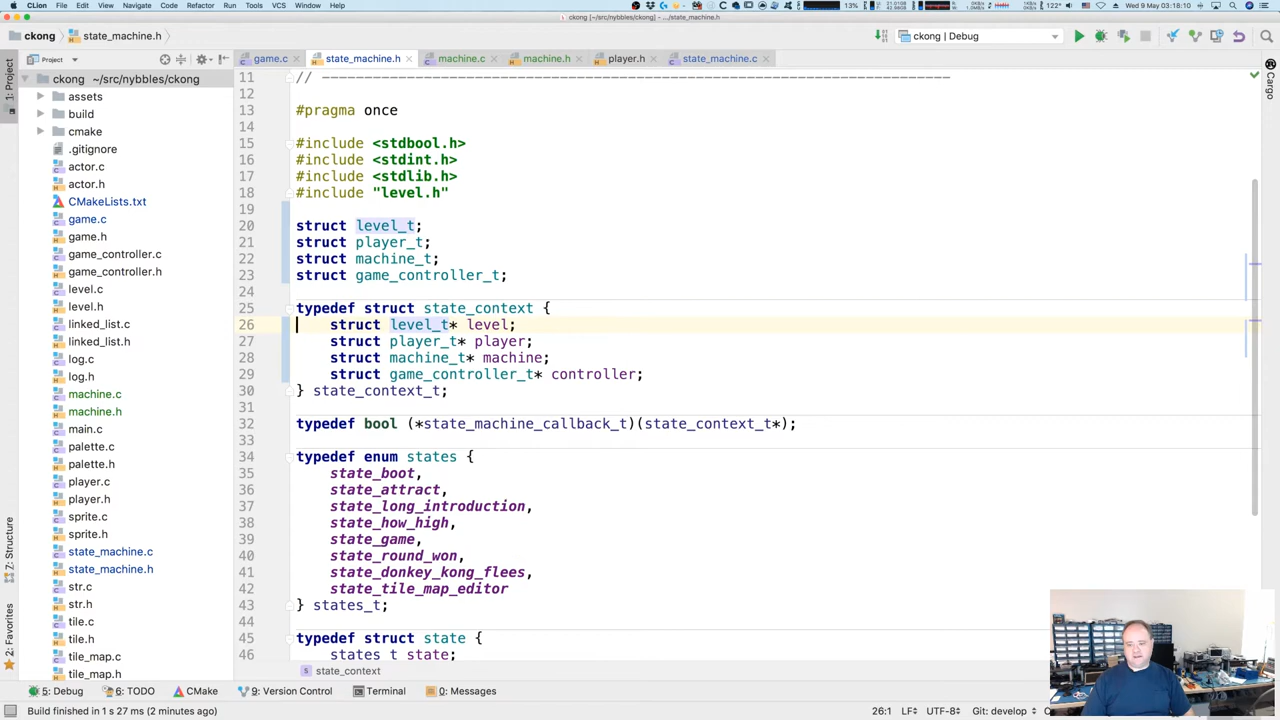 CLion File Edit View Navigate Code Refactor Run Tools VCS Window Help
13% 122° Wed 9 May 03:18:10
ckong [~/src/nybbles/ckong] - .../state_machine.h
ckong state_machine.h
ckong | Debug
1: Project
Project
game.c state_machine.h machine.c machine.h player.h state_machine.c
Cargo
ckong ~/src/nybbles/ckong
assets
build
cmake
.gitignore
actor.c
actor.h
CMakeLists.txt
game.c
game.h
game_controller.c
game_controller.h
level.c
level.h
linked_list.c
linked_list.h
log.c
log.h
machine.c
machine.h
main.c
palette.c
palette.h
player.c
player.h
sprite.c
sprite.h
state_machine.c
state_machine.h
str.c
str.h
tile.c
tile.h
tile_map.c
tile_map.h
11 // ----------------------------------------------------------------------------
12
13 #pragma once
14
15 #include <stdbool.h>
16 #include <stdint.h>
17 #include <stdlib.h>
18 #include "level.h"
19
20 struct level_t;
21 struct player_t;
22 struct machine_t;
23 struct game_controller_t;
24
25 typedef struct state_context {
26 struct level_t* level;
27 struct player_t* player;
28 struct machine_t* machine;
29 struct game_controller_t* controller;
30 } state_context_t;
31
32 typedef bool (*state_machine_callback_t)(state_context_t*);
33
34 typedef enum states {
35 state_boot,
36 state_attract,
37 state_long_introduction,
38 state_how_high,
39 state_game,
40 state_round_won,
41 state_donkey_kong_flees,
42 state_tile_map_editor
43 } states_t;
44
45 typedef struct state {
46 states_t state;
state_context
Z: Structure
2: Favorites
5: Debug 6: TODO CMake 9: Version Control Terminal 0: Messages
Build finished in 1 s 27 ms (2 minutes ago)
26:1 LF UTF-8 Git: develop